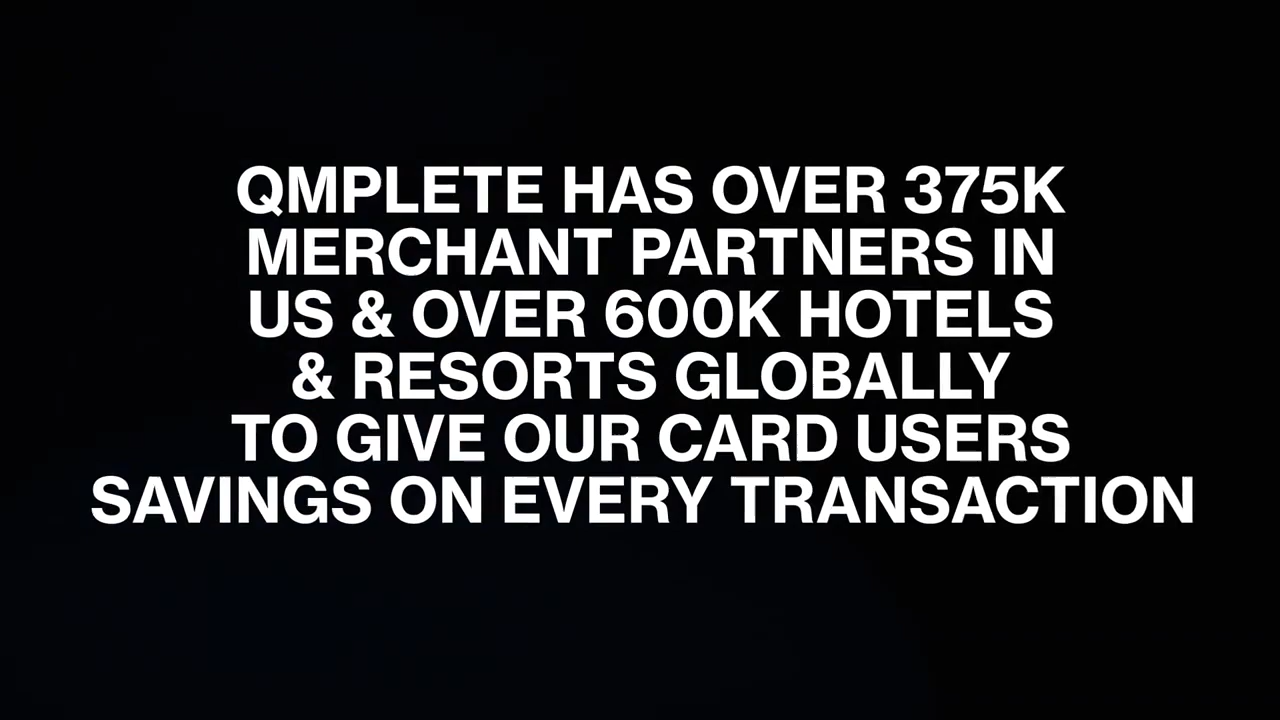 QMPLETE HAS OVER 375K
MERCHANT PARTNERS IN
US & OVER 600K HOTELS
& RESORTS GLOBALLY
TO GIVE OUR CARD USERS
SAVINGS ON EVERY TRANSACTION